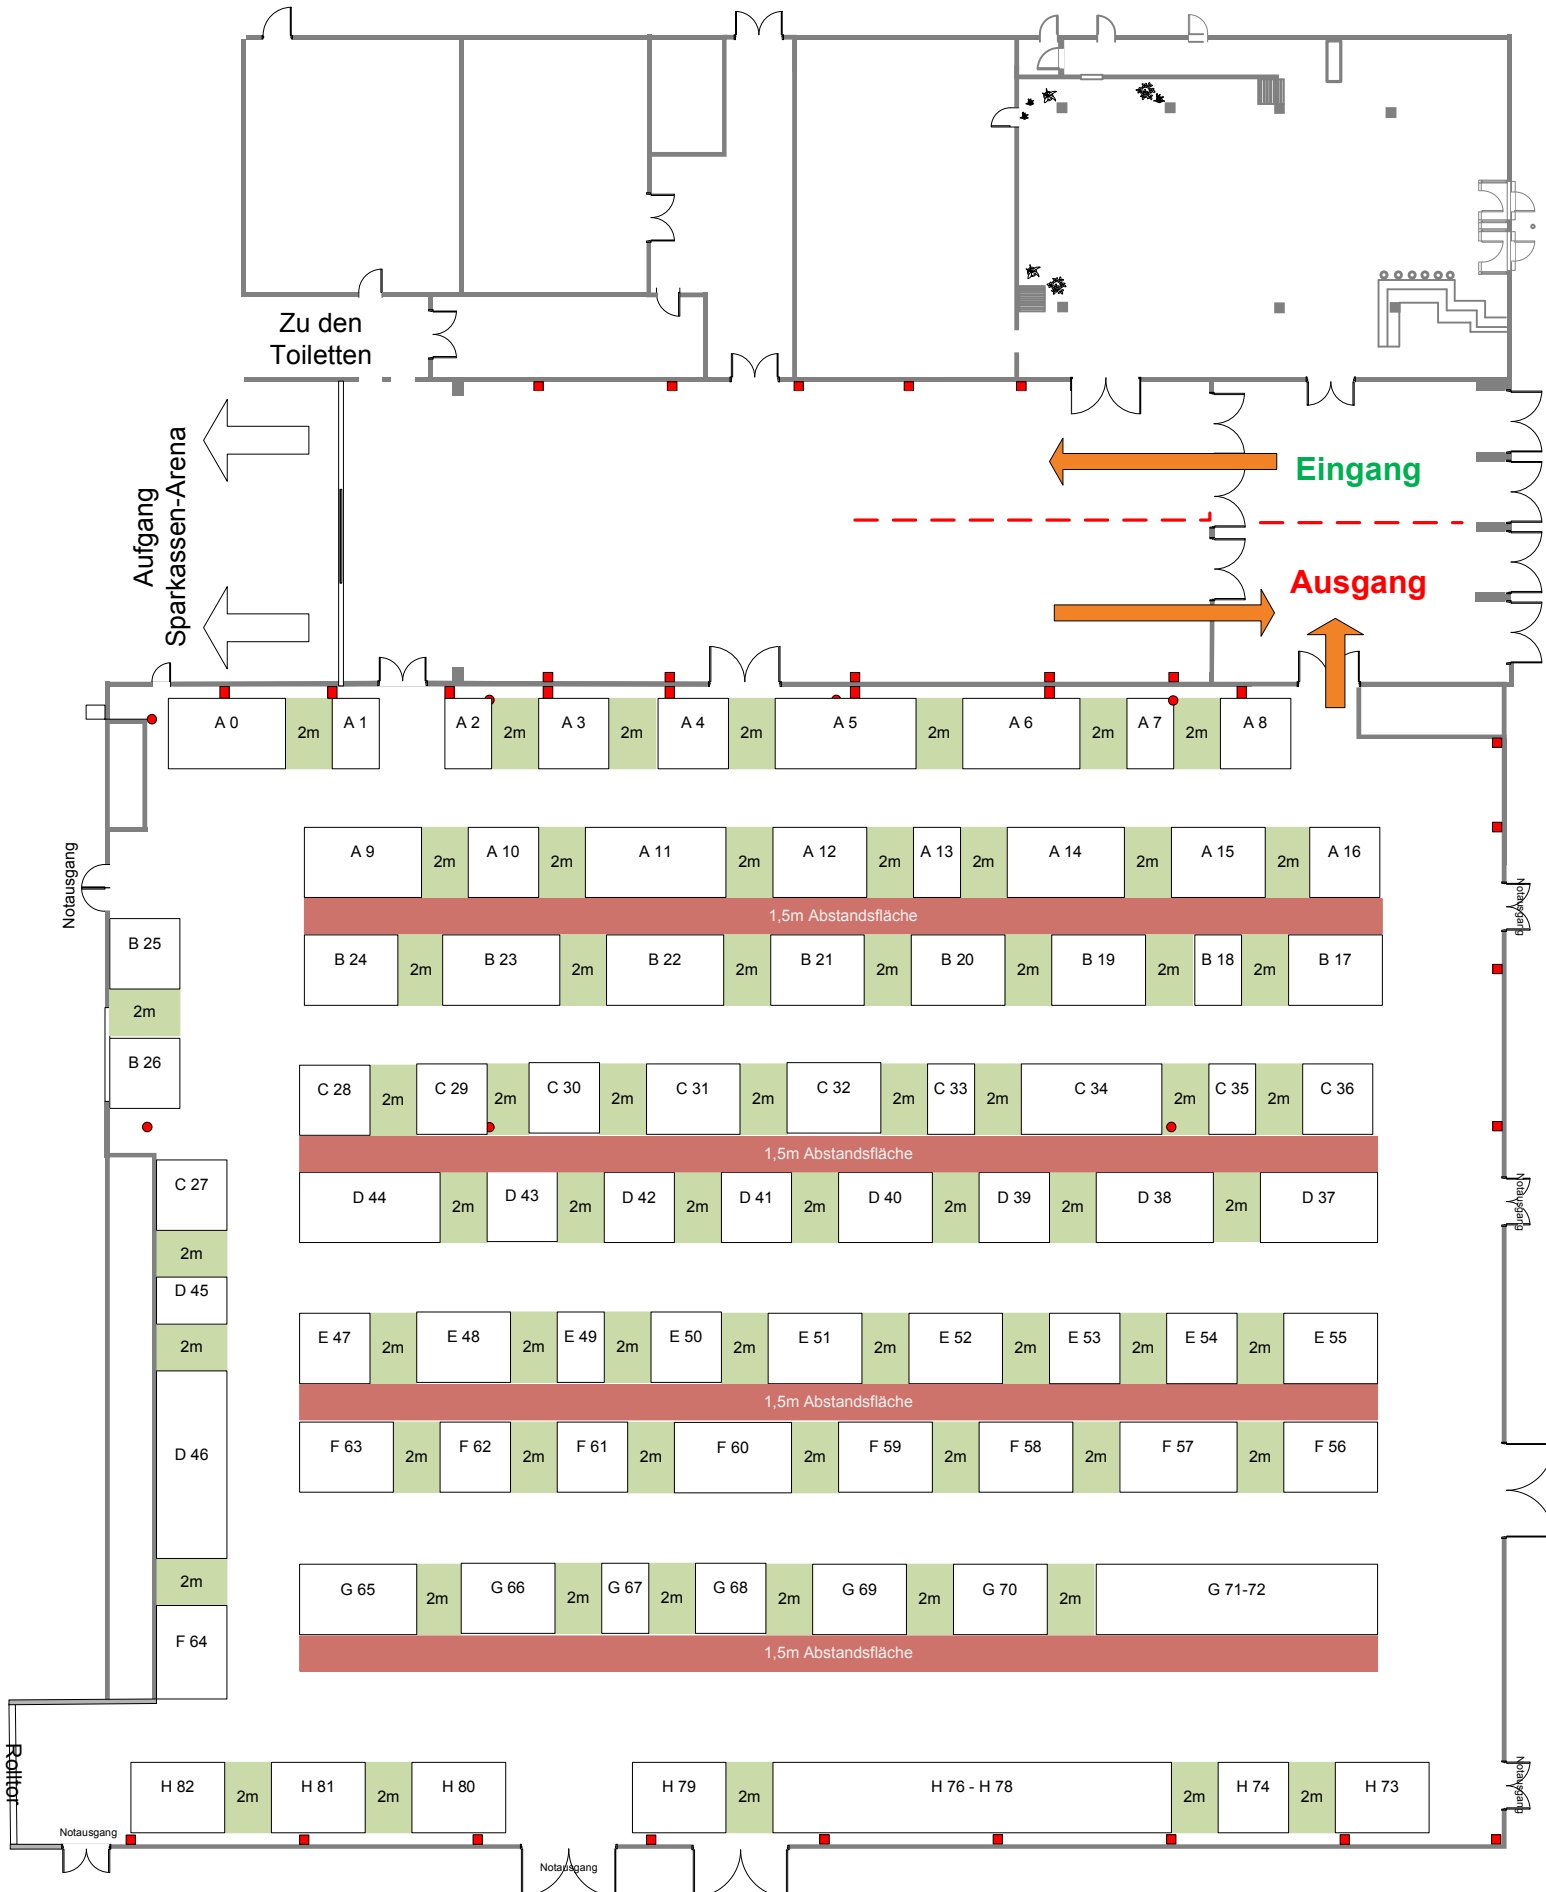 Zu den
Toiletten
Aufgang
Sparkassen-Arena
Eingang
Ausgang
A 0 2m A 1 A 2 2m A 3 2m A 4 2m A 5 2m A 6 2m A 7 2m A 8
A 9 2m A 10 2m A 11 2m A 12 2m A 13 2m A 14 2m A 15 2m A 16
Notausgang
Notausgang
1,5m Abstandsfläche
B 24 2m B 23 2m B 22 2m B 21 2m B 20 2m B 19 2m B 18 2m B 17
B 25
2m
B 26
C 28 2m C 29 2m C 30 2m C 31 2m C 32 2m C 33 2m C 34 2m C 35 2m C 36
1,5m Abstandsfläche
D 44 2m D 43 2m D 42 2m D 41 2m D 40 2m D 39 2m D 38 2m D 37
Notausgang
C 27
2m
D 45
2m
D 46
2m
F 64
E 47 2m E 48 2m E 49 2m E 50 2m E 51 2m E 52 2m E 53 2m E 54 2m E 55
1,5m Abstandsfläche
F 63 2m F 62 2m F 61 2m F 60 2m F 59 2m F 58 2m F 57 2m F 56
G 65 2m G 66 2m G 67 2m G 68 2m G 69 2m G 70 2m G 71-72
1,5m Abstandsfläche
Rolltor
H 82 2m H 81 2m H 80 H 79 2m H 76 - H 78 2m H 74 2m H 73
Notausgang
Notausgang
Notausgang